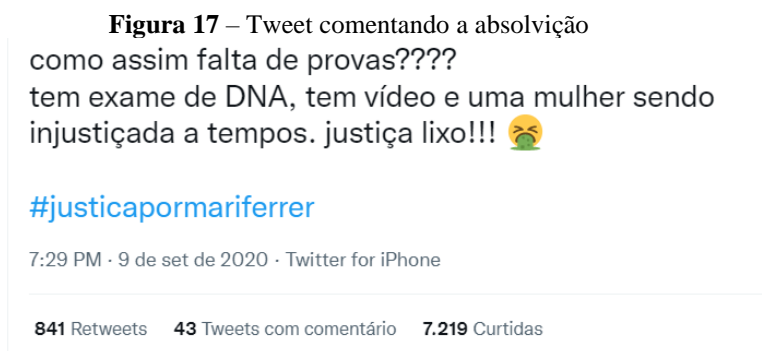 Figura 17 – Tweet comentando a absolvição
como assim falta de provas????
tem exame de DNA, tem vídeo e uma mulher sendo
injustiçada a tempos. justiça lixo!!! 🤮
#justicapormariferrer
7:29 PM · 9 de set de 2020 · Twitter for iPhone
841 Retweets 43 Tweets com comentário 7.219 Curtidas